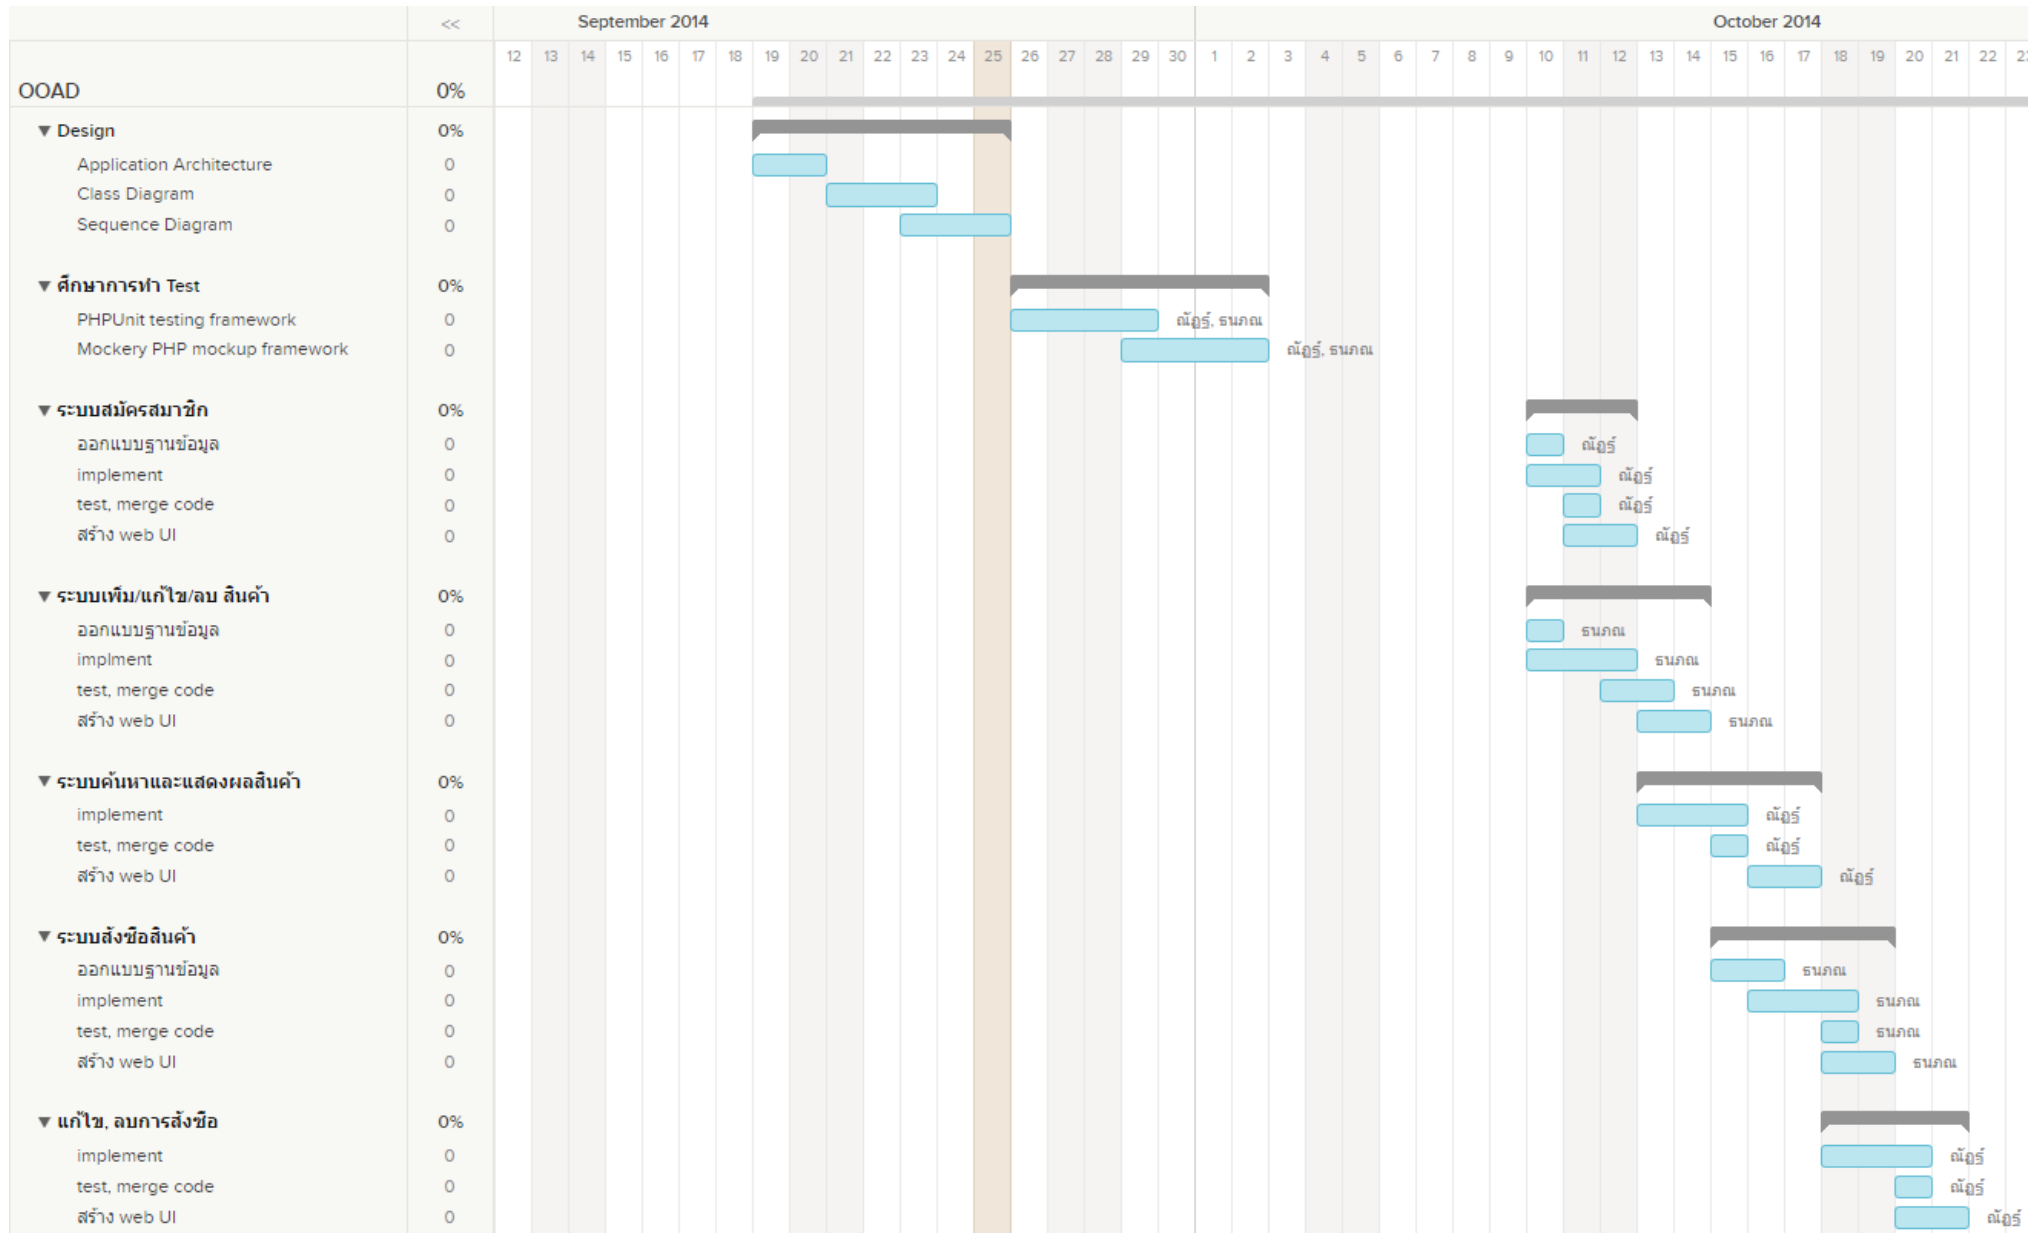 << September 2014 October 2014
12 13 14 15 16 17 18 19 20 21 22 23 24 25 26 27 28 29 30 1 2 3 4 5 6 7 8 9 10 11 12 13 14 15 16 17 18 19 20 21 22
OOAD 0%
▼ Design 0%
Application Architecture 0
Class Diagram 0
Sequence Diagram 0
▼ ศึกษาการทำ Test 0%
PHPUnit testing framework 0 ณัฏฐ์, ธนภณ
Mockery PHP mockup framework 0 ณัฏฐ์, ธนภณ
▼ ระบบสมัครสมาชิก 0%
ออกแบบฐานข้อมูล 0 ณัฏฐ์
implement 0 ณัฏฐ์
test, merge code 0 ณัฏฐ์
สร้าง web UI 0 ณัฏฐ์
▼ ระบบเพิ่ม/แก้ไข/ลบ สินค้า 0%
ออกแบบฐานข้อมูล 0 ธนภณ
implment 0 ธนภณ
test, merge code 0 ธนภณ
สร้าง web UI 0 ธนภณ
▼ ระบบค้นหาและแสดงผลสินค้า 0%
implement 0 ณัฏฐ์
test, merge code 0 ณัฏฐ์
สร้าง web UI 0 ณัฏฐ์
▼ ระบบสั่งซื้อสินค้า 0%
ออกแบบฐานข้อมูล 0 ธนภณ
implement 0 ธนภณ
test, merge code 0 ธนภณ
สร้าง web UI 0 ธนภณ
▼ แก้ไข, ลบการสั่งซื้อ 0%
implement 0 ณัฏฐ์
test, merge code 0 ณัฏฐ์
สร้าง web UI 0 ณัฏฐ์